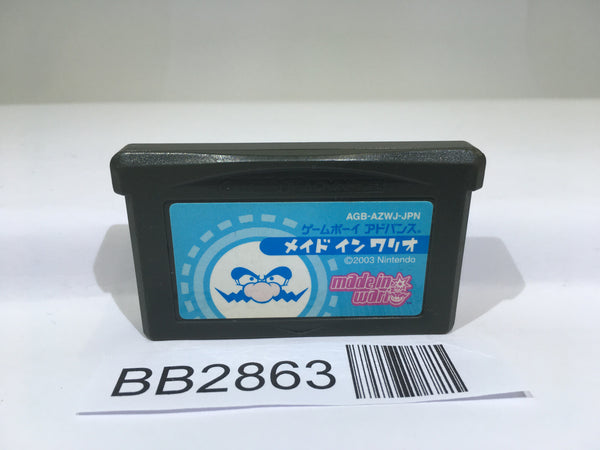 AGB-AZWJ-JPN
ゲームボーイ アドバンス®
メイド イン ワリオ
©2003 Nintendo
made in
wario™
BB2863